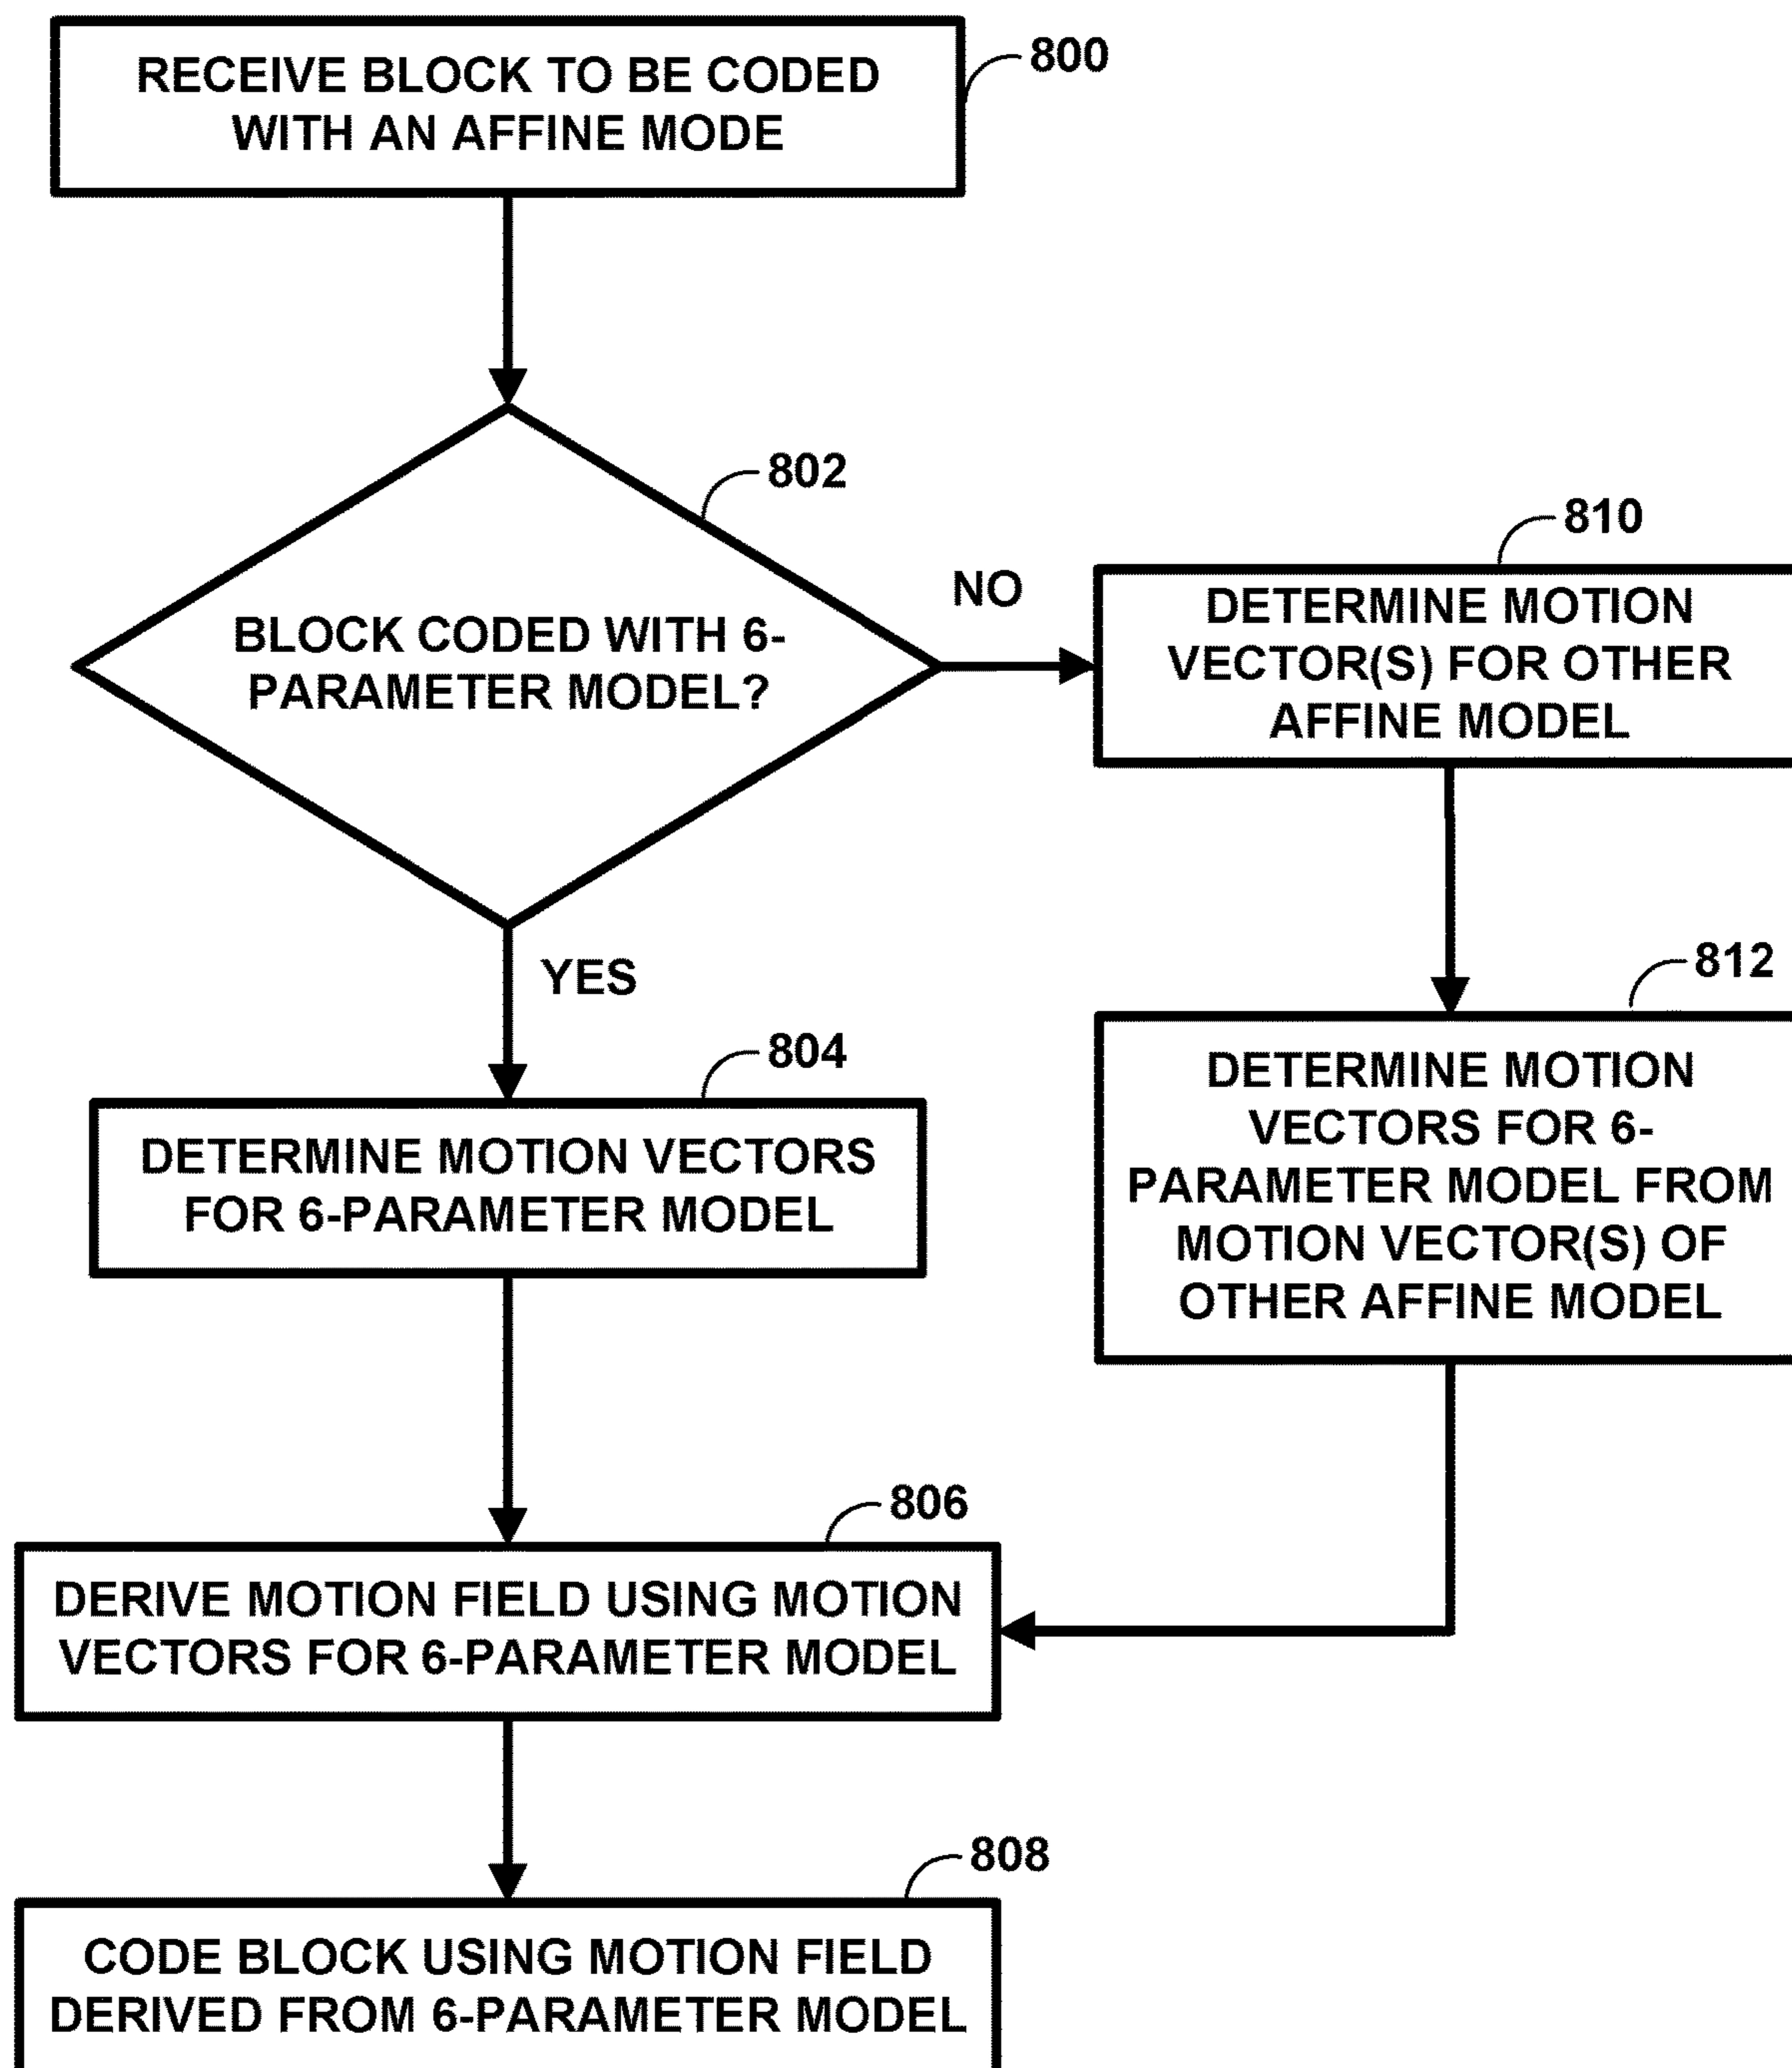 RECEIVE BLOCK TO BE CODED
WITH AN AFFINE MODE
800
802
BLOCK CODED WITH 6-
PARAMETER MODEL?
NO
810
DETERMINE MOTION
VECTOR(S) FOR OTHER
AFFINE MODEL
YES
804
DETERMINE MOTION VECTORS
FOR 6-PARAMETER MODEL
812
DETERMINE MOTION
VECTORS FOR 6-
PARAMETER MODEL FROM
MOTION VECTOR(S) OF
OTHER AFFINE MODEL
806
DERIVE MOTION FIELD USING MOTION
VECTORS FOR 6-PARAMETER MODEL
808
CODE BLOCK USING MOTION FIELD
DERIVED FROM 6-PARAMETER MODEL